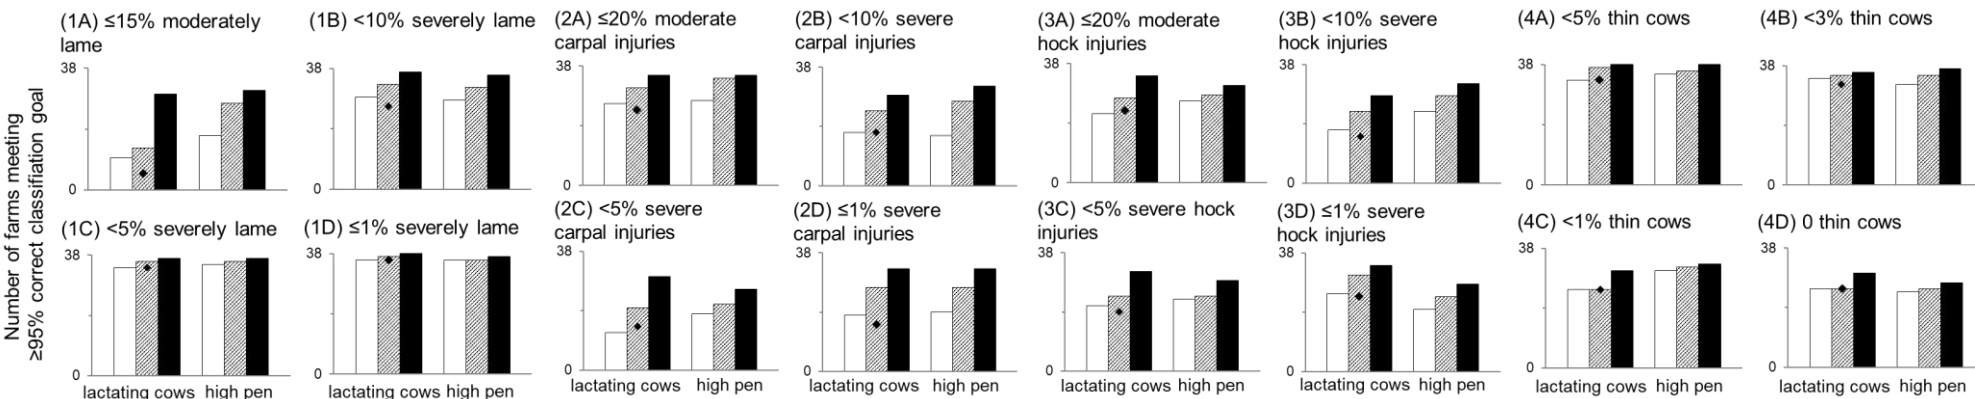 Number of farms meeting
≥95% correct classifiation goal
(1A) ≤15% moderately
lame
38
0
(1B) <10% severely lame
38
0
(2A) ≤20% moderate
carpal injuries
38
0
(2B) <10% severe
carpal injuries
38
0
(3A) ≤20% moderate
hock injuries
38
0
(3B) <10% severe
hock injuries
38
0
(4A) <5% thin cows
38
0
(4B) <3% thin cows
38
0
(1C) <5% severely lame
38
0
lactating cows high pen
(1D) ≤1% severely lame
38
0
lactating cows high pen
(2C) <5% severe
carpal injuries
38
0
lactating cows high pen
(2D) ≤1% severe
carpal injuries
38
0
lactating cows high pen
(3C) <5% severe hock
injuries
38
0
lactating cows high pen
(3D) ≤1% severe
hock injuries
38
0
lactating cows high pen
(4C) <1% thin cows
38
0
lactating cows high pen
(4D) 0 thin cows
38
0
lactating cows high pen